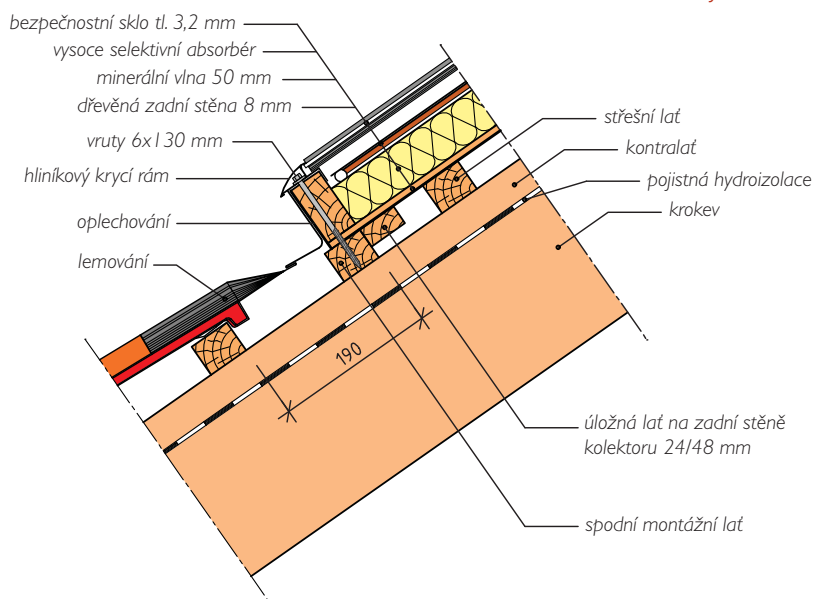 bezpečnostní sklo tl. 3,2 mm
vysoce selektivní absorbér
minerální vlna 50 mm
dřevěná zadní stěna 8 mm
vruty 6x130 mm
hliníkový krycí rám
oplechování
lemování
střešní lať
kontralať
pojistná hydroizolace
krokev
190
úložná lať na zadní stěně
kolektoru 24/48 mm
spodní montážní lať